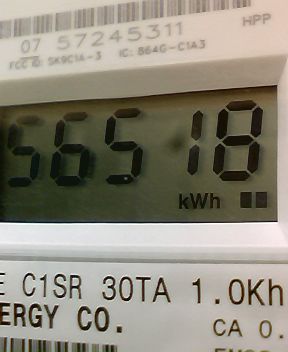 07 57245311 HPP
FCC ID: SK9C1A-3 IC: 864G-C1A3
56518
kWh
E C1SR 30TA 1.0Kh
ERGY CO. CA 0.